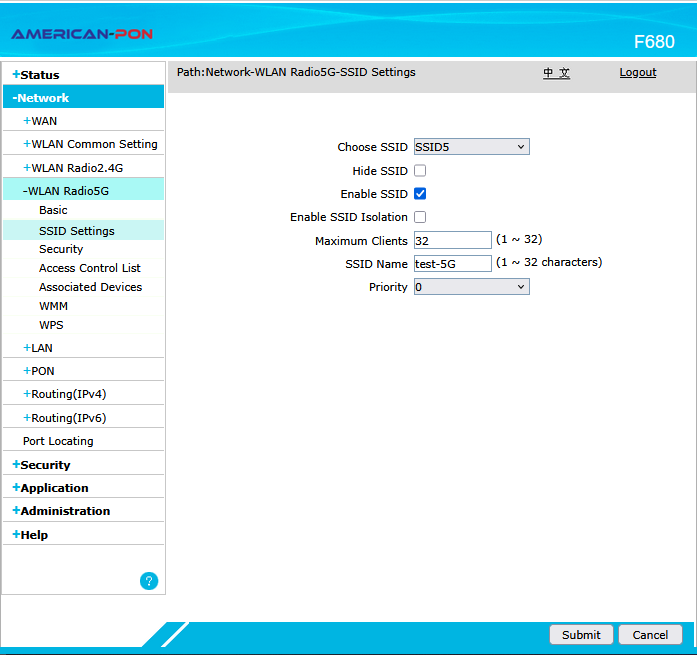 AMERICAN-PON
F680
+Status
-Network
+WAN
+WLAN Common Setting
+WLAN Radio2.4G
-WLAN Radio5G
Basic
SSID Settings
Security
Access Control List
Associated Devices
WMM
WPS
+LAN
+PON
+Routing(IPv4)
+Routing(IPv6)
Port Locating
+Security
+Application
+Administration
+Help
?
Path:Network-WLAN Radio5G-SSID Settings
中 文
Logout
Choose SSID SSID5
Hide SSID
Enable SSID
Enable SSID Isolation
Maximum Clients 32 (1 ~ 32)
SSID Name test-5G (1 ~ 32 characters)
Priority 0
Submit Cancel